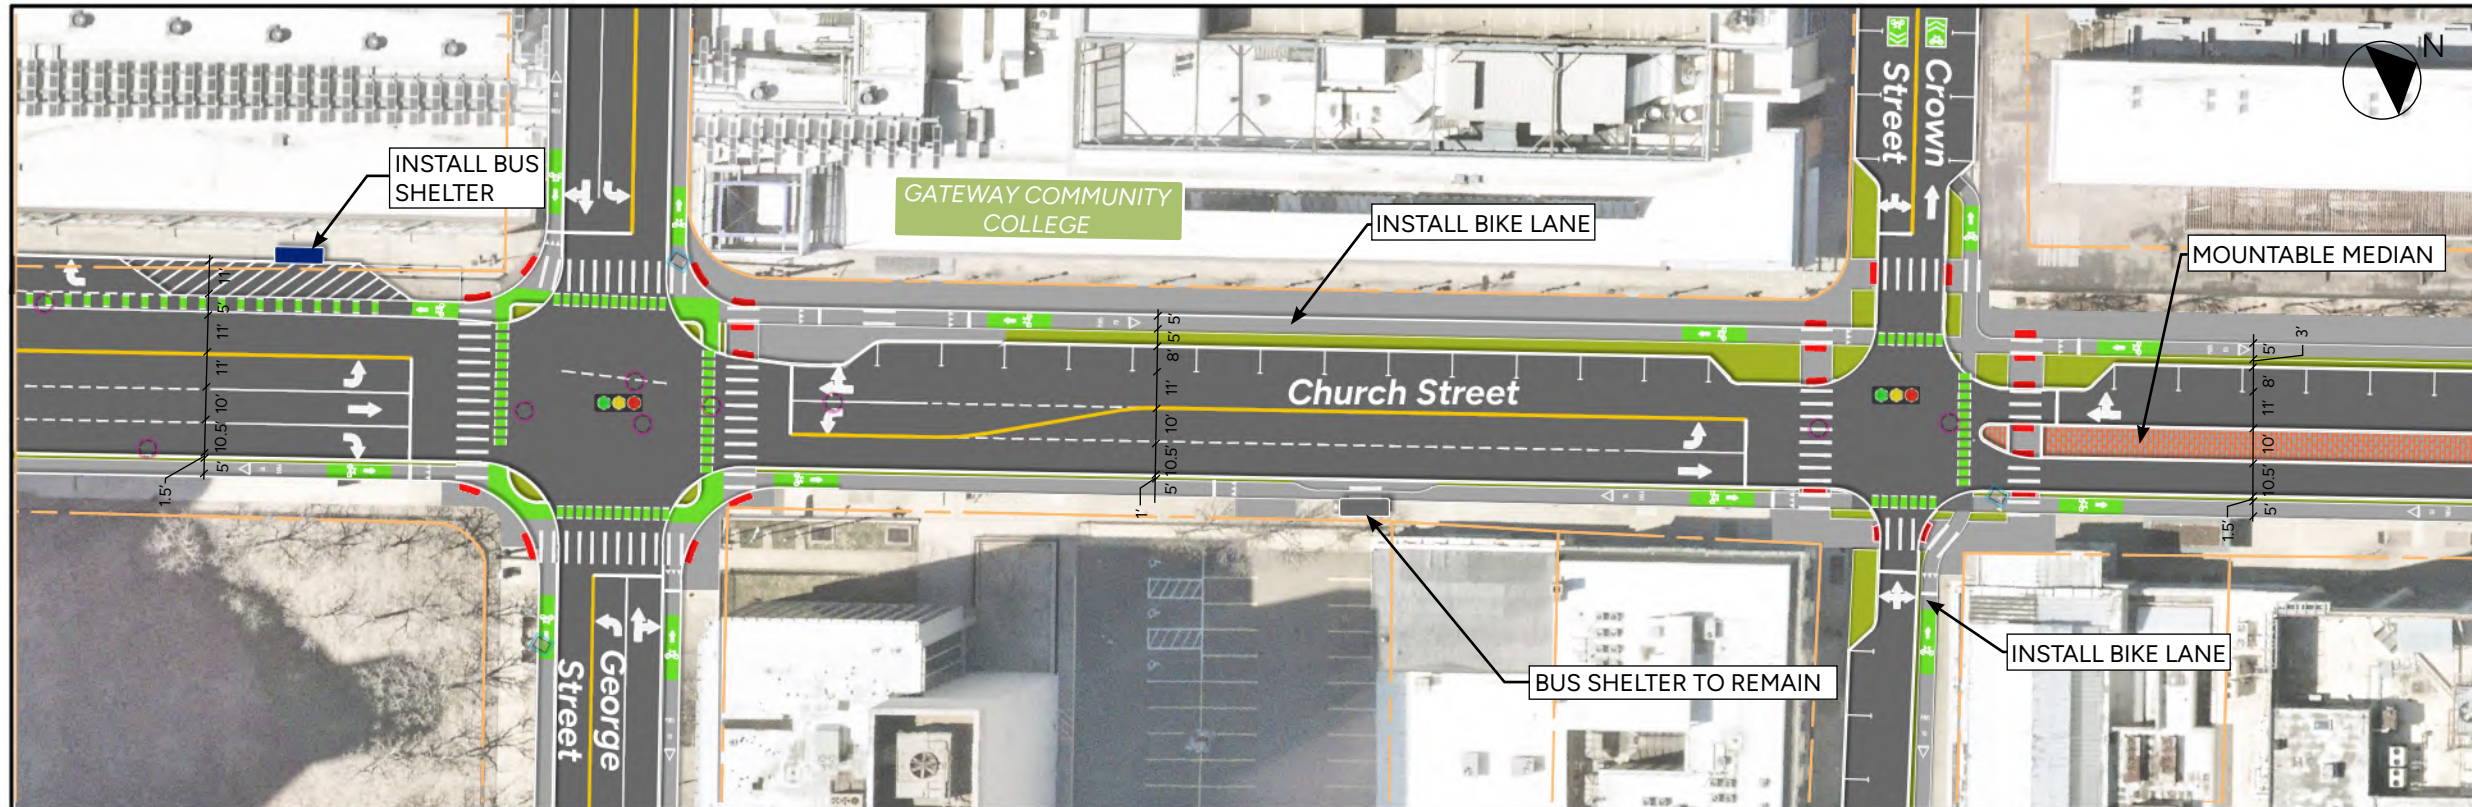 INSTALL BUS
SHELTER
GATEWAY COMMUNITY
COLLEGE
INSTALL BIKE LANE
Crown
Street
N
MOUNTABLE MEDIAN
Church Street
11'
5'
11'
11'
10'
10.5'
5'
1.5'
5'
5'
8'
11'
10'
10.5'
5'
1'
5'
3'
8'
11'
10'
10.5'
5'
1.5'
George
Street
BUS SHELTER TO REMAIN
INSTALL BIKE LANE